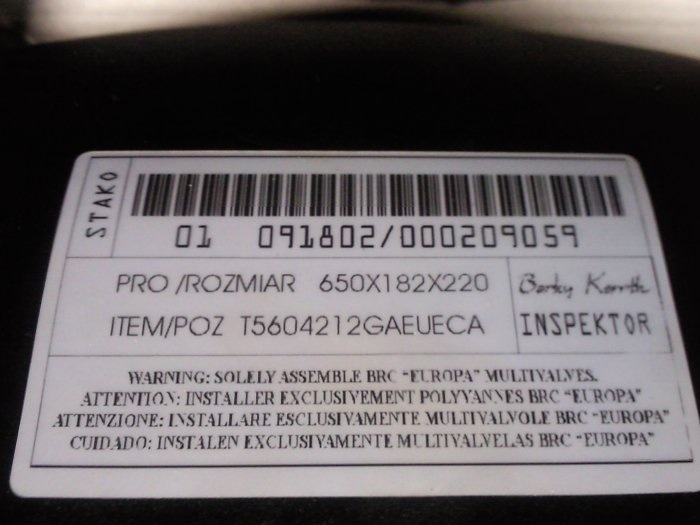 STAKO
01 091802/000209059
PRO /ROZMIAR 650X182X220
ITEM/POZ T5604212GAEUECA
INSPEKTOR
WARNING: SOLELY ASSEMBLE BRC "EUROPA" MULTIVALVES.
ATTENTION: INSTALLER EXCLUSIVEMENT POLYVANNES BRC "EUROPA"
ATTENZIONE: INSTALLARE ESCLUSIVAMENTE MULTIVALVOLE BRC "EUROPA"
CUIDADO: INSTALEN EXCLUSIVAMENTE MULTIVALVELAS BRC "EUROPA"